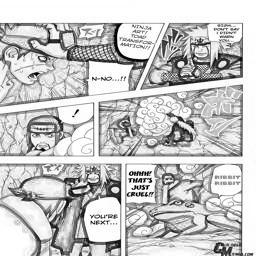 SIGH...
DON'T SAY
I DIDN'T
WARN
YOU...
NINJA
ART!
TOAD
TRANSFOR-
MATION!!
N-NO...!!
RIBBIT
RIBBIT
OHHH!
THAT'S
JUST
CRUEL!!
YOU'RE
NEXT...